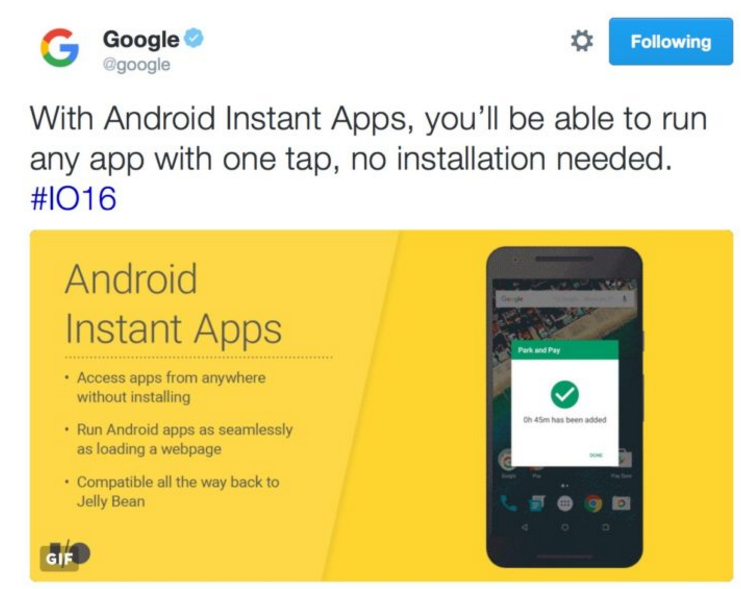 Google
@google
Following
With Android Instant Apps, you'll be able to run
any app with one tap, no installation needed.
#IO16
Android
Instant Apps
• Access apps from anywhere
without installing
• Run Android apps as seamlessly
as loading a webpage
• Compatible all the way back to
Jelly Bean
GIF
I/O
Google
Park and Pay
0h 45m has been added
DONE
Google
Play Store